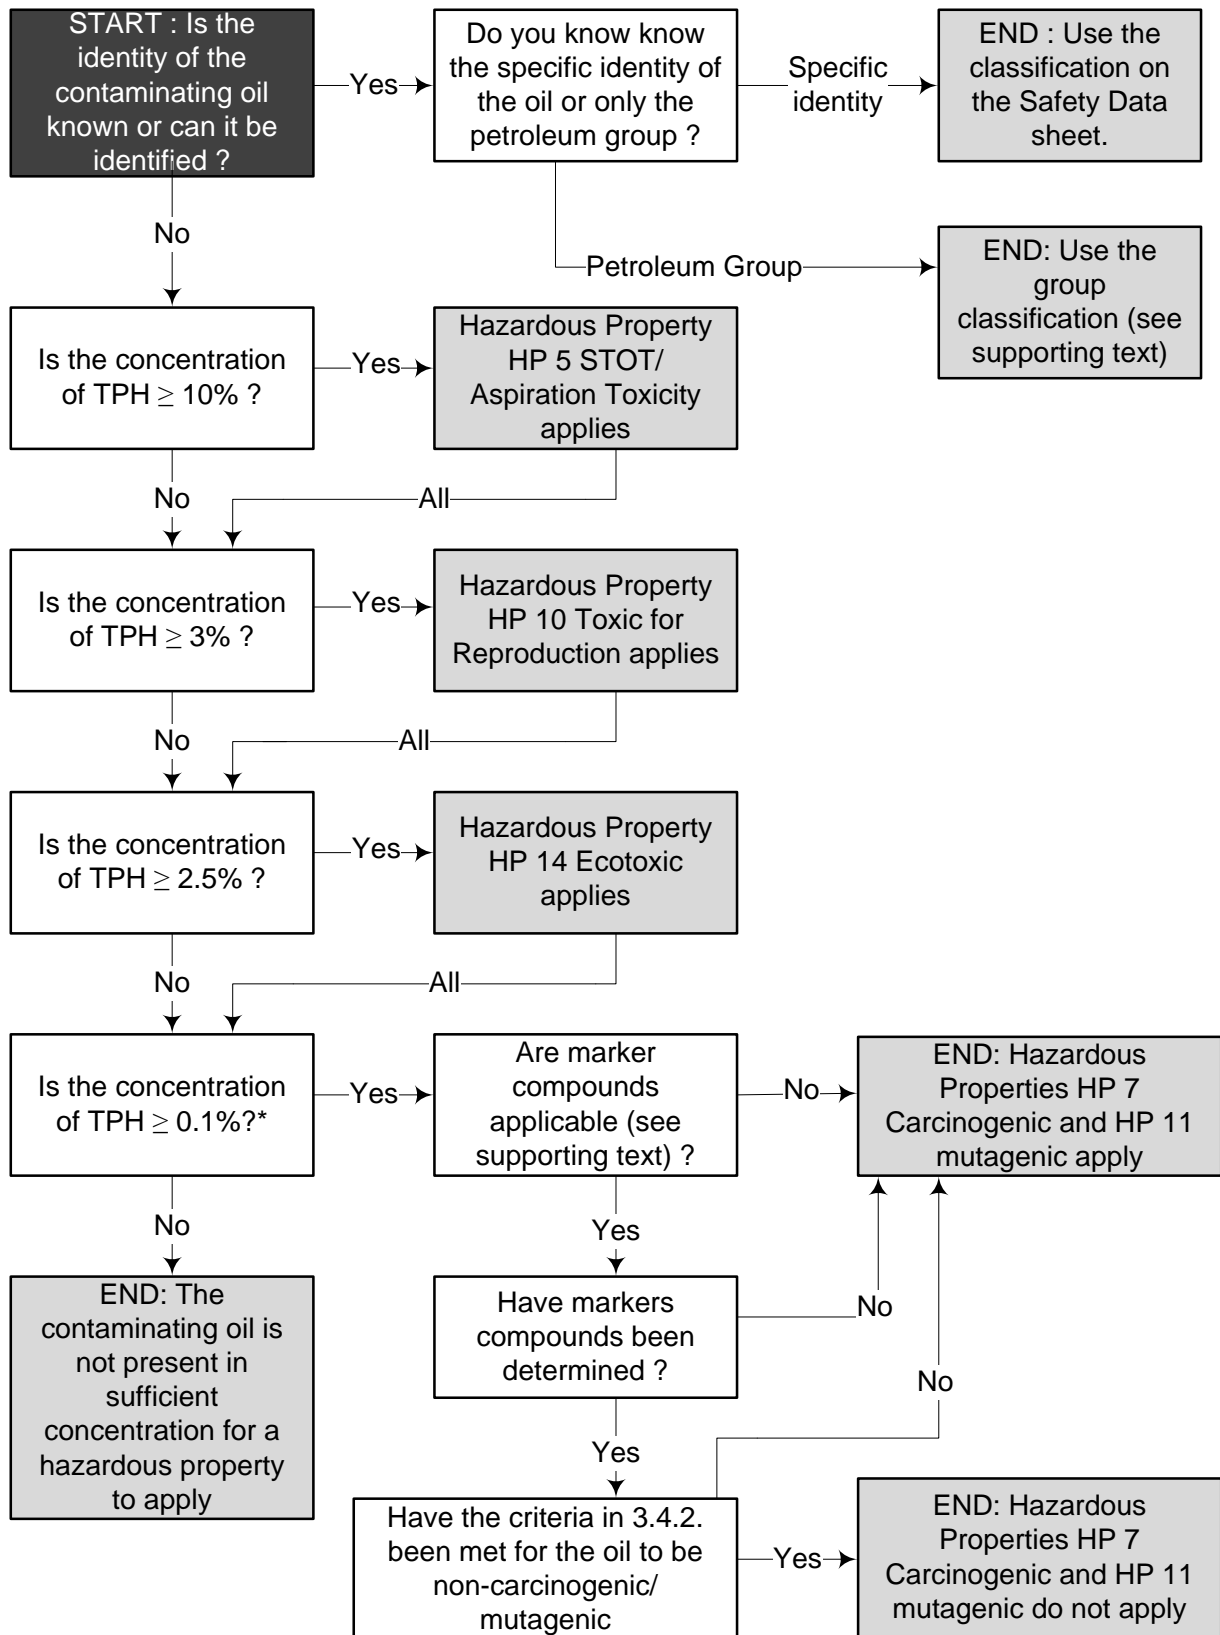 START : Is the
identity of the
contaminating oil
known or can it be
identified ?
Yes
Do you know know
the specific identity of
the oil or only the
petroleum group ?
Specific
identity
END : Use the
classification on
the Safety Data
sheet.
No
Petroleum Group
END: Use the
group
classification (see
supporting text)
Is the concentration
of TPH ≥ 10% ?
Yes
Hazardous Property
HP 5 STOT/
Aspiration Toxicity
applies
No
All
Is the concentration
of TPH ≥ 3% ?
Yes
Hazardous Property
HP 10 Toxic for
Reproduction applies
No
All
Is the concentration
of TPH ≥ 2.5% ?
Yes
Hazardous Property
HP 14 Ecotoxic
applies
No
All
Is the concentration
of TPH ≥ 0.1%?*
Yes
Are marker
compounds
applicable (see
supporting text) ?
No
END: Hazardous
Properties HP 7
Carcinogenic and HP 11
mutagenic apply
No
Yes
END: The
contaminating oil is
not present in
sufficient
concentration for a
hazardous property
to apply
Have markers
compounds been
determined ?
No
No
Yes
Have the criteria in 3.4.2.
been met for the oil to be
non-carcinogenic/
mutagenic
Yes
END: Hazardous
Properties HP 7
Carcinogenic and HP 11
mutagenic do not apply